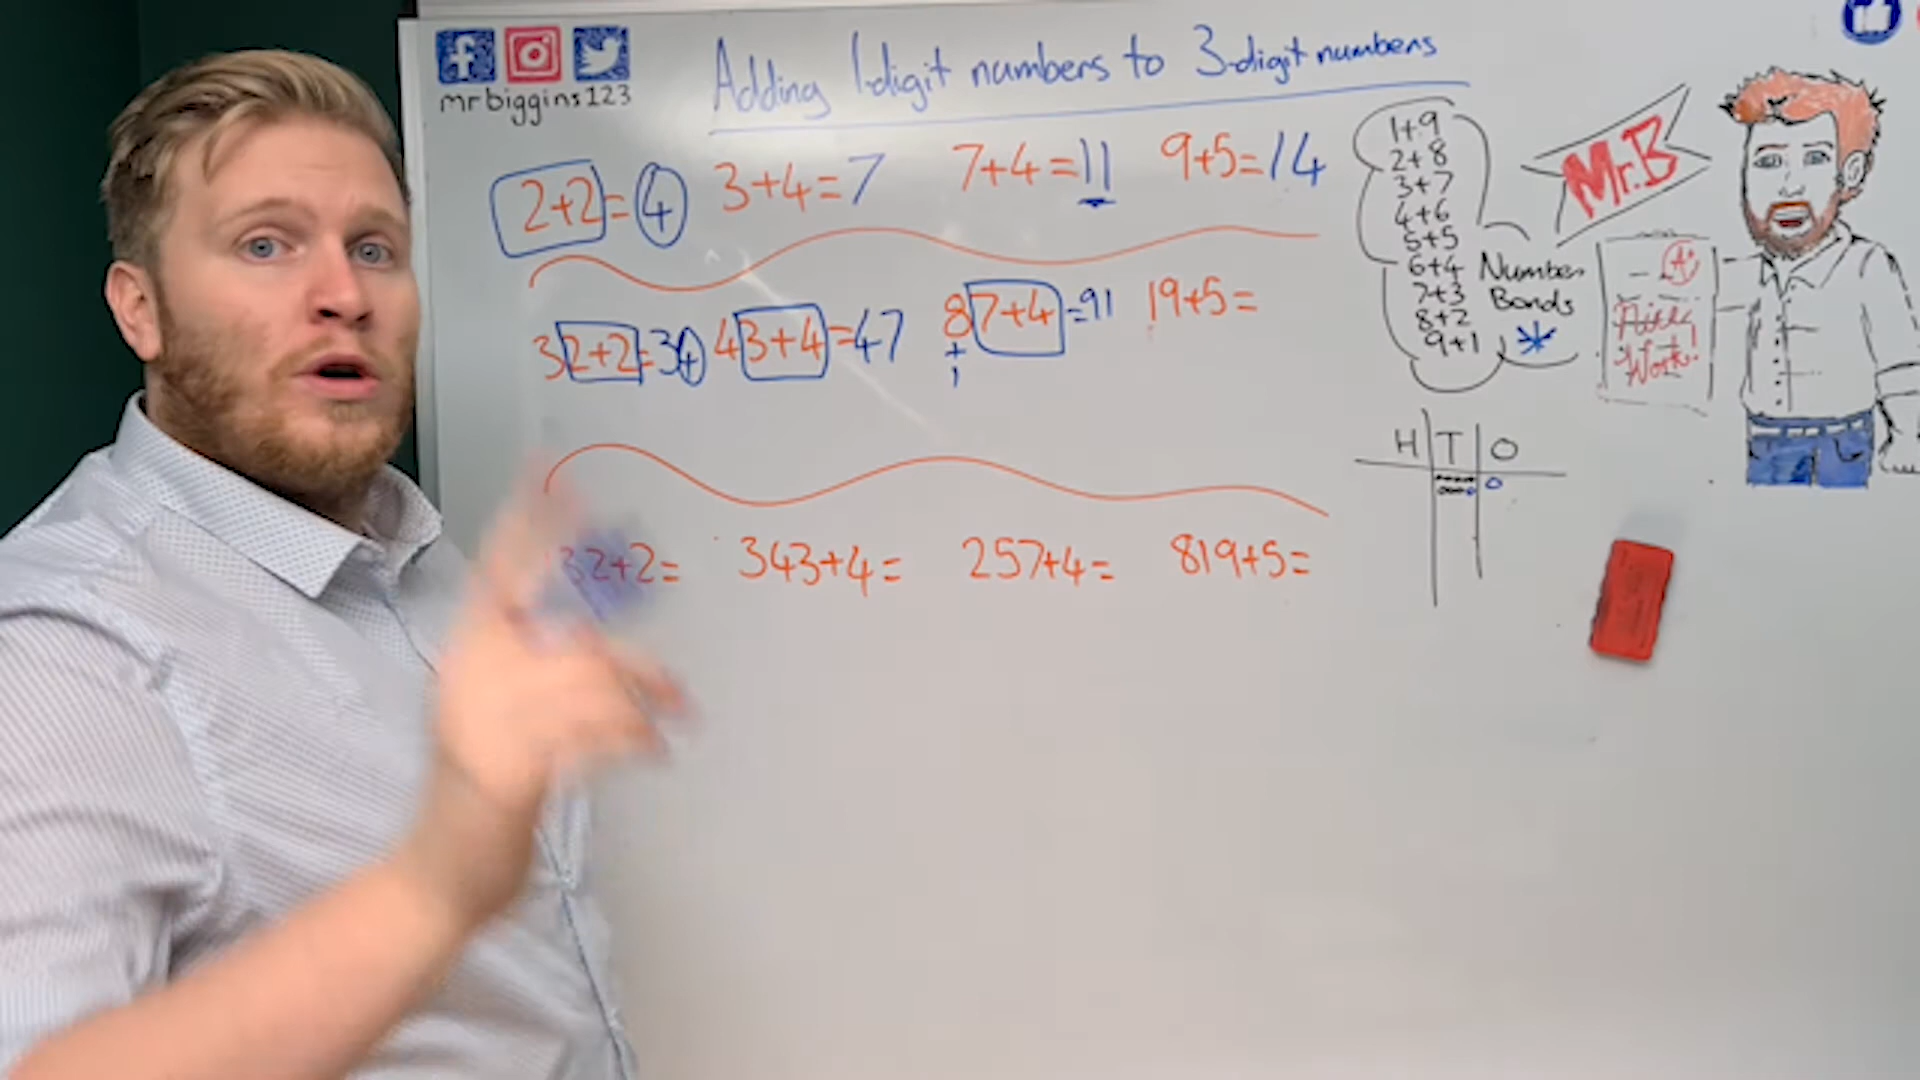 mrbiggins123
Adding 1-digit numbers to 3-digit numbers
2+2=4 3+4=7 7+4=11 9+5=14
32+2=34 43+4=47 87+4=91 19+5=
+
1
32+2= 343+4= 257+4= 819+5=
1+9
2+8
3+7
4+6
5+5
6+4
7+3
8+2
9+1
Number
Bonds
H T O
Mr.B
A+
Nice
Work!